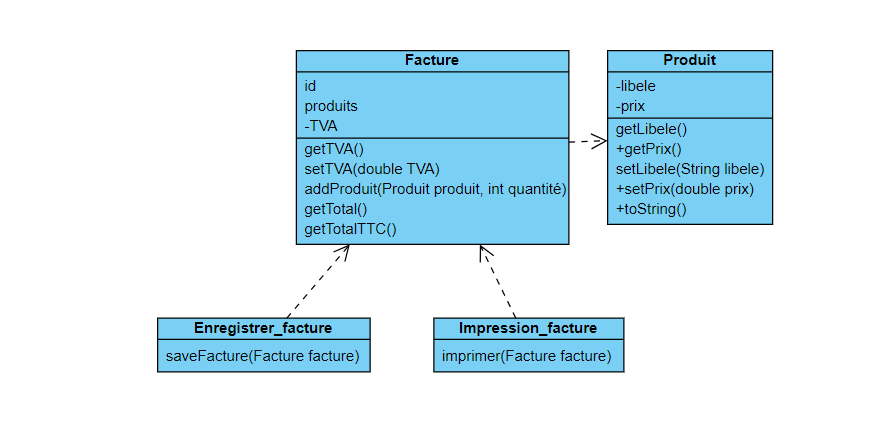 Facture
id
produits
-TVA
getTVA()
setTVA(double TVA)
addProduit(Produit produit, int quantité)
getTotal()
getTotalTTC()
Produit
-libele
-prix
getLibele()
+getPrix()
setLibele(String libele)
+setPrix(double prix)
+toString()
Enregistrer_facture
saveFacture(Facture facture)
Impression_facture
imprimer(Facture facture)